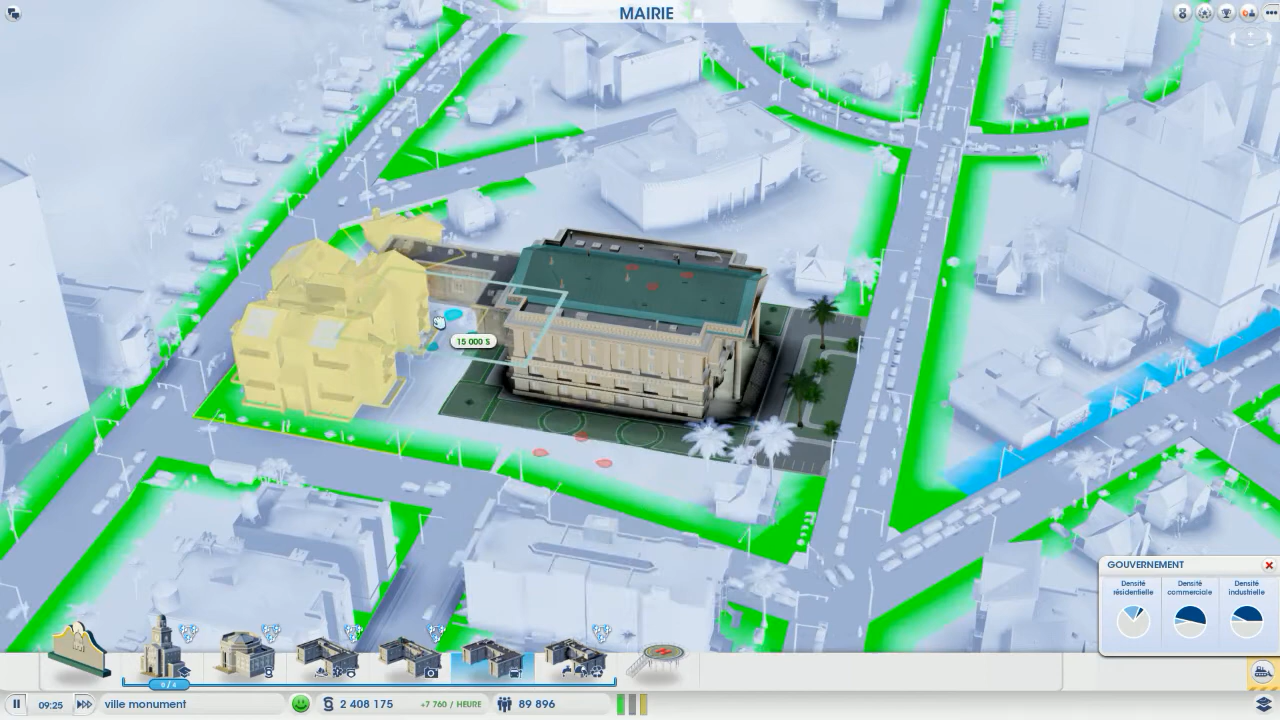 MAIRIE
15 000 $
GOUVERNEMENT
Densité résidentielle
Densité commerciale
Densité industrielle
0 / 4
09:25
ville monument
2 408 175
+7 760 / HEURE
89 896